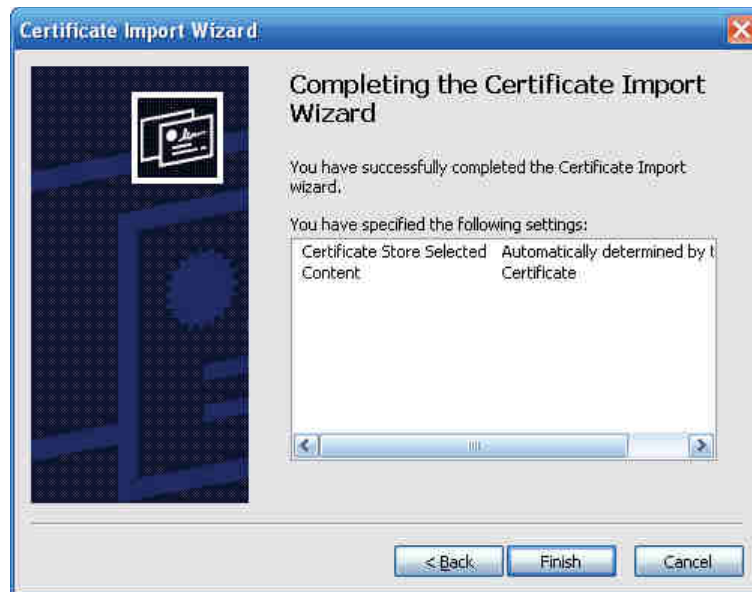 Certificate Import Wizard
Completing the Certificate Import
Wizard
You have successfully completed the Certificate Import
wizard.
You have specified the following settings:
Certificate Store Selected Automatically determined by t
Content Certificate
< Back Finish Cancel